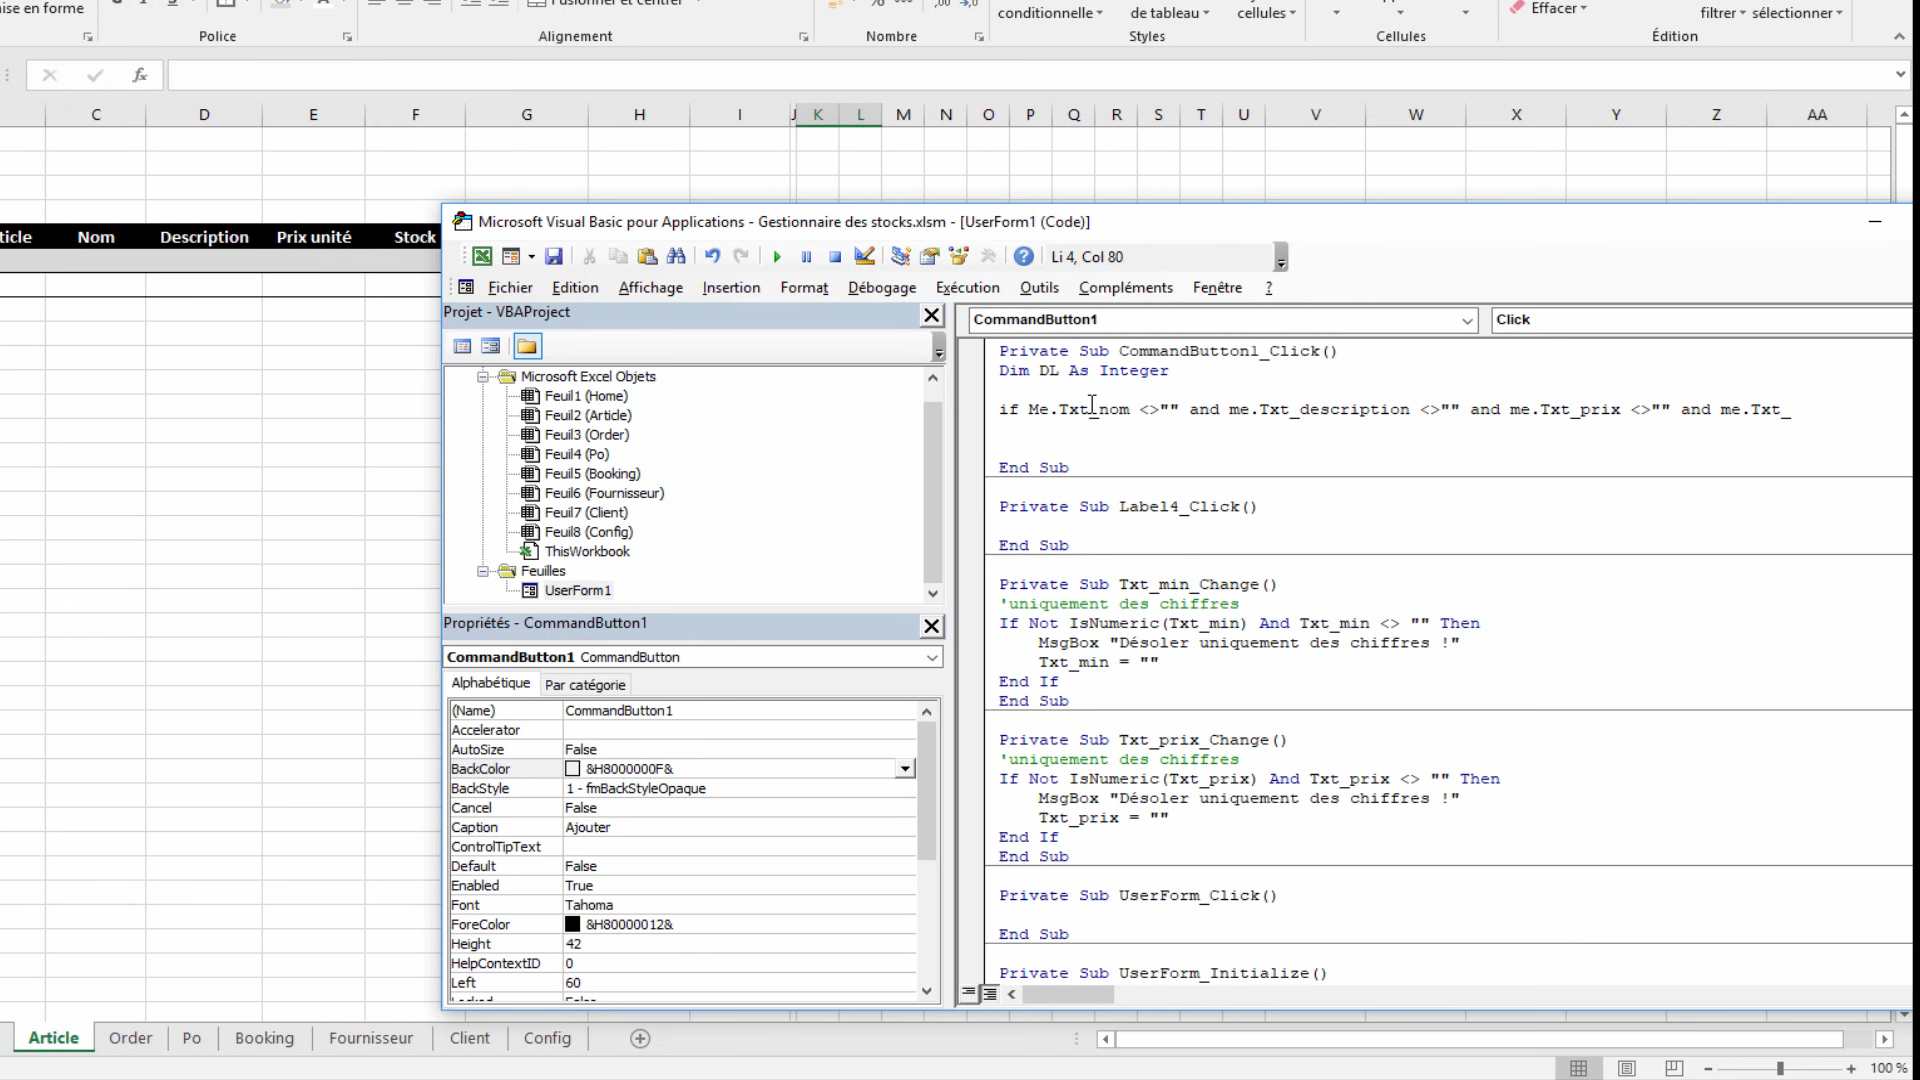 ise en forme
Police
Alignement
Nombre
conditionnelle
de tableau
cellules
Styles
Cellules
Effacer
filtrer
sélectionner
Édition
fx
C D E F G H I J K L M N O P Q R S T U V W X Y Z AA
ticle Nom Description Prix unité Stock
Microsoft Visual Basic pour Applications - Gestionnaire des stocks.xlsm - [UserForm1 (Code)]
Li 4, Col 80
Fichier Edition Affichage Insertion Format Débogage Exécution Outils Compléments Fenêtre ?
Projet - VBAProject
Microsoft Excel Objets
Feuil1 (Home)
Feuil2 (Article)
Feuil3 (Order)
Feuil4 (Po)
Feuil5 (Booking)
Feuil6 (Fournisseur)
Feuil7 (Client)
Feuil8 (Config)
ThisWorkbook
Feuilles
UserForm1
Propriétés - CommandButton1
CommandButton1 CommandButton
Alphabétique Par catégorie
(Name) CommandButton1
Accelerator
AutoSize False
BackColor &H8000000F&
BackStyle 1 - fmBackStyleOpaque
Cancel False
Caption Ajouter
ControlTipText
Default False
Enabled True
Font Tahoma
ForeColor &H80000012&
Height 42
HelpContextID 0
Left 60
CommandButton1 Click
Private Sub CommandButton1_Click()
Dim DL As Integer
if Me.Txt_nom <>"" and me.Txt_description <>"" and me.Txt_prix <>"" and me.Txt_
End Sub
Private Sub Label4_Click()
End Sub
Private Sub Txt_min_Change()
'uniquement des chiffres
If Not IsNumeric(Txt_min) And Txt_min <> "" Then
MsgBox "Désoler uniquement des chiffres !"
Txt_min = ""
End If
End Sub
Private Sub Txt_prix_Change()
'uniquement des chiffres
If Not IsNumeric(Txt_prix) And Txt_prix <> "" Then
MsgBox "Désoler uniquement des chiffres !"
Txt_prix = ""
End If
End Sub
Private Sub UserForm_Click()
End Sub
Private Sub UserForm_Initialize()
Article Order Po Booking Fournisseur Client Config
100 %